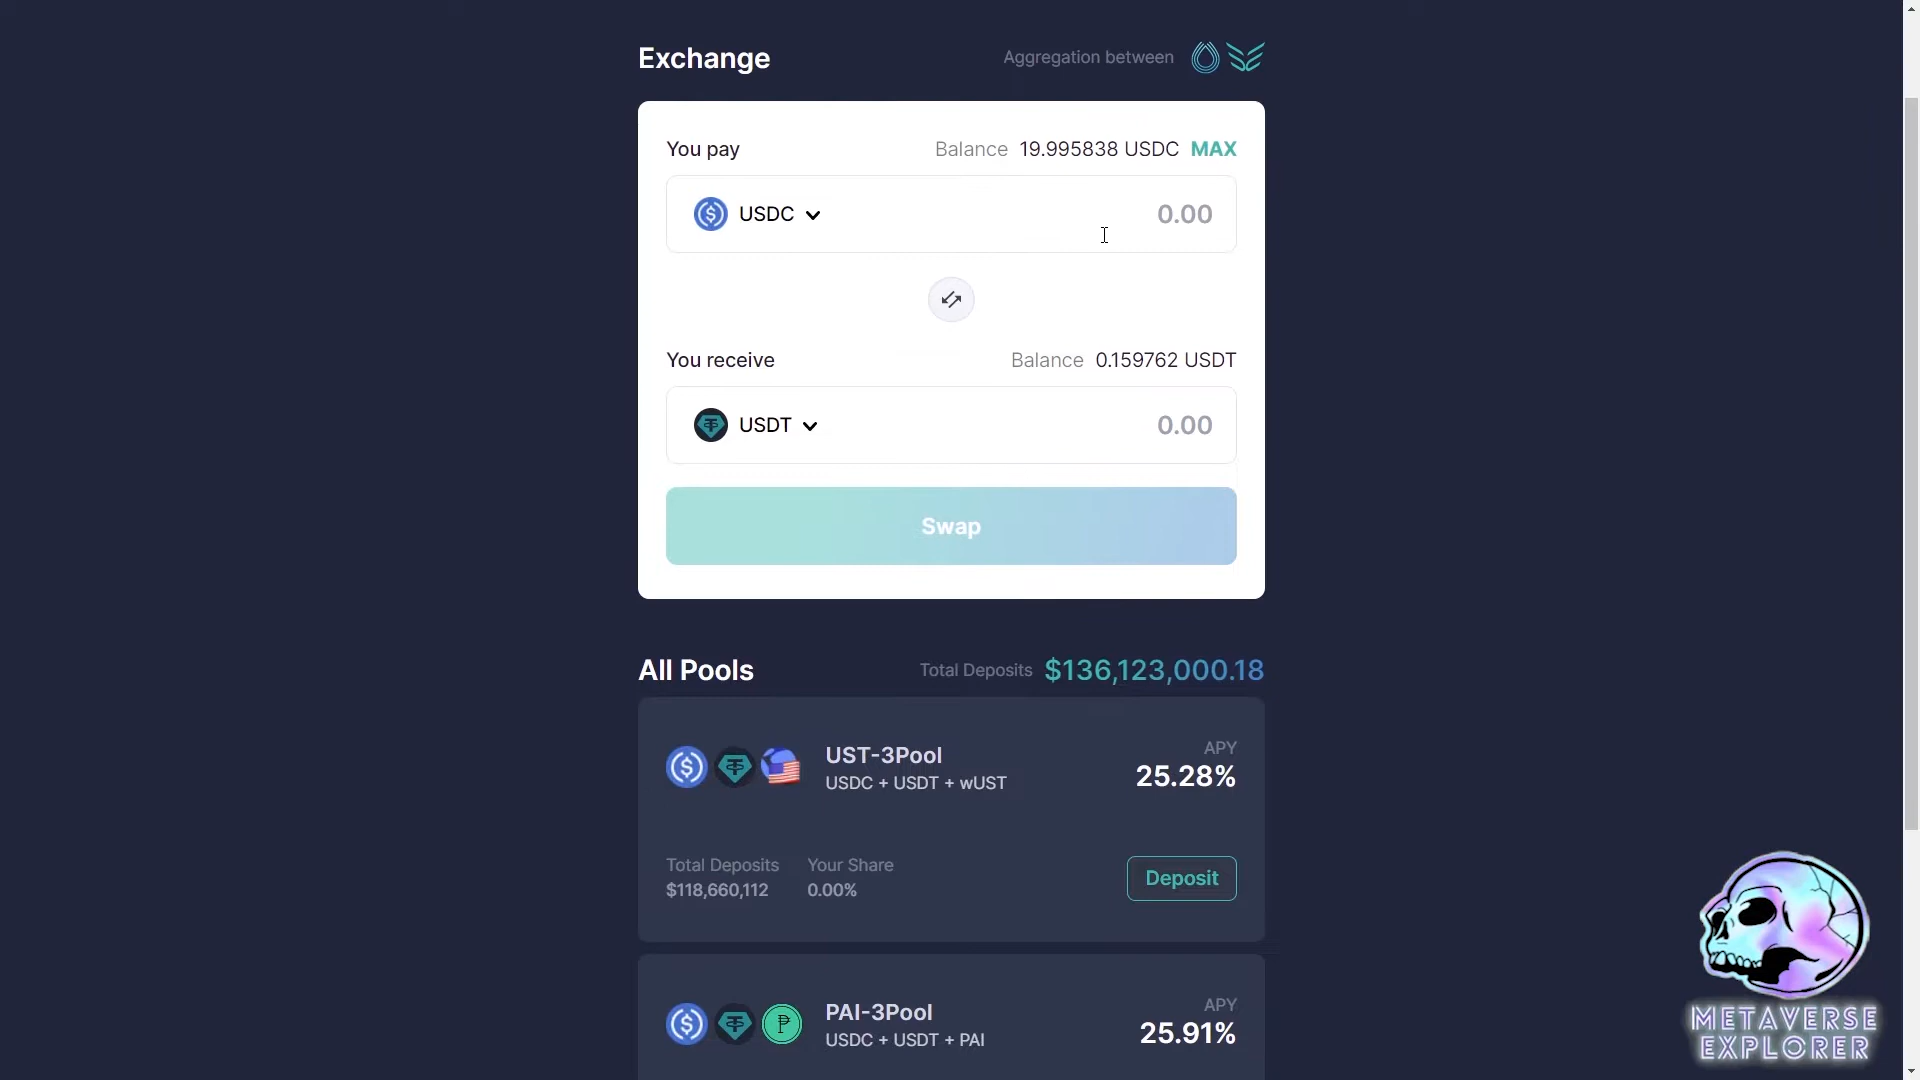 Exchange
Aggregation between
You pay
Balance 19.995838 USDC MAX
USDC
0.00
You receive
Balance 0.159762 USDT
USDT
0.00
Swap
All Pools
Total Deposits $136,123,000.18
UST-3Pool
USDC + USDT + wUST
APY
25.28%
Total Deposits
$118,660,112
Your Share
0.00%
Deposit
PAI-3Pool
USDC + USDT + PAI
APY
25.91%
METAVERSE
EXPLORER